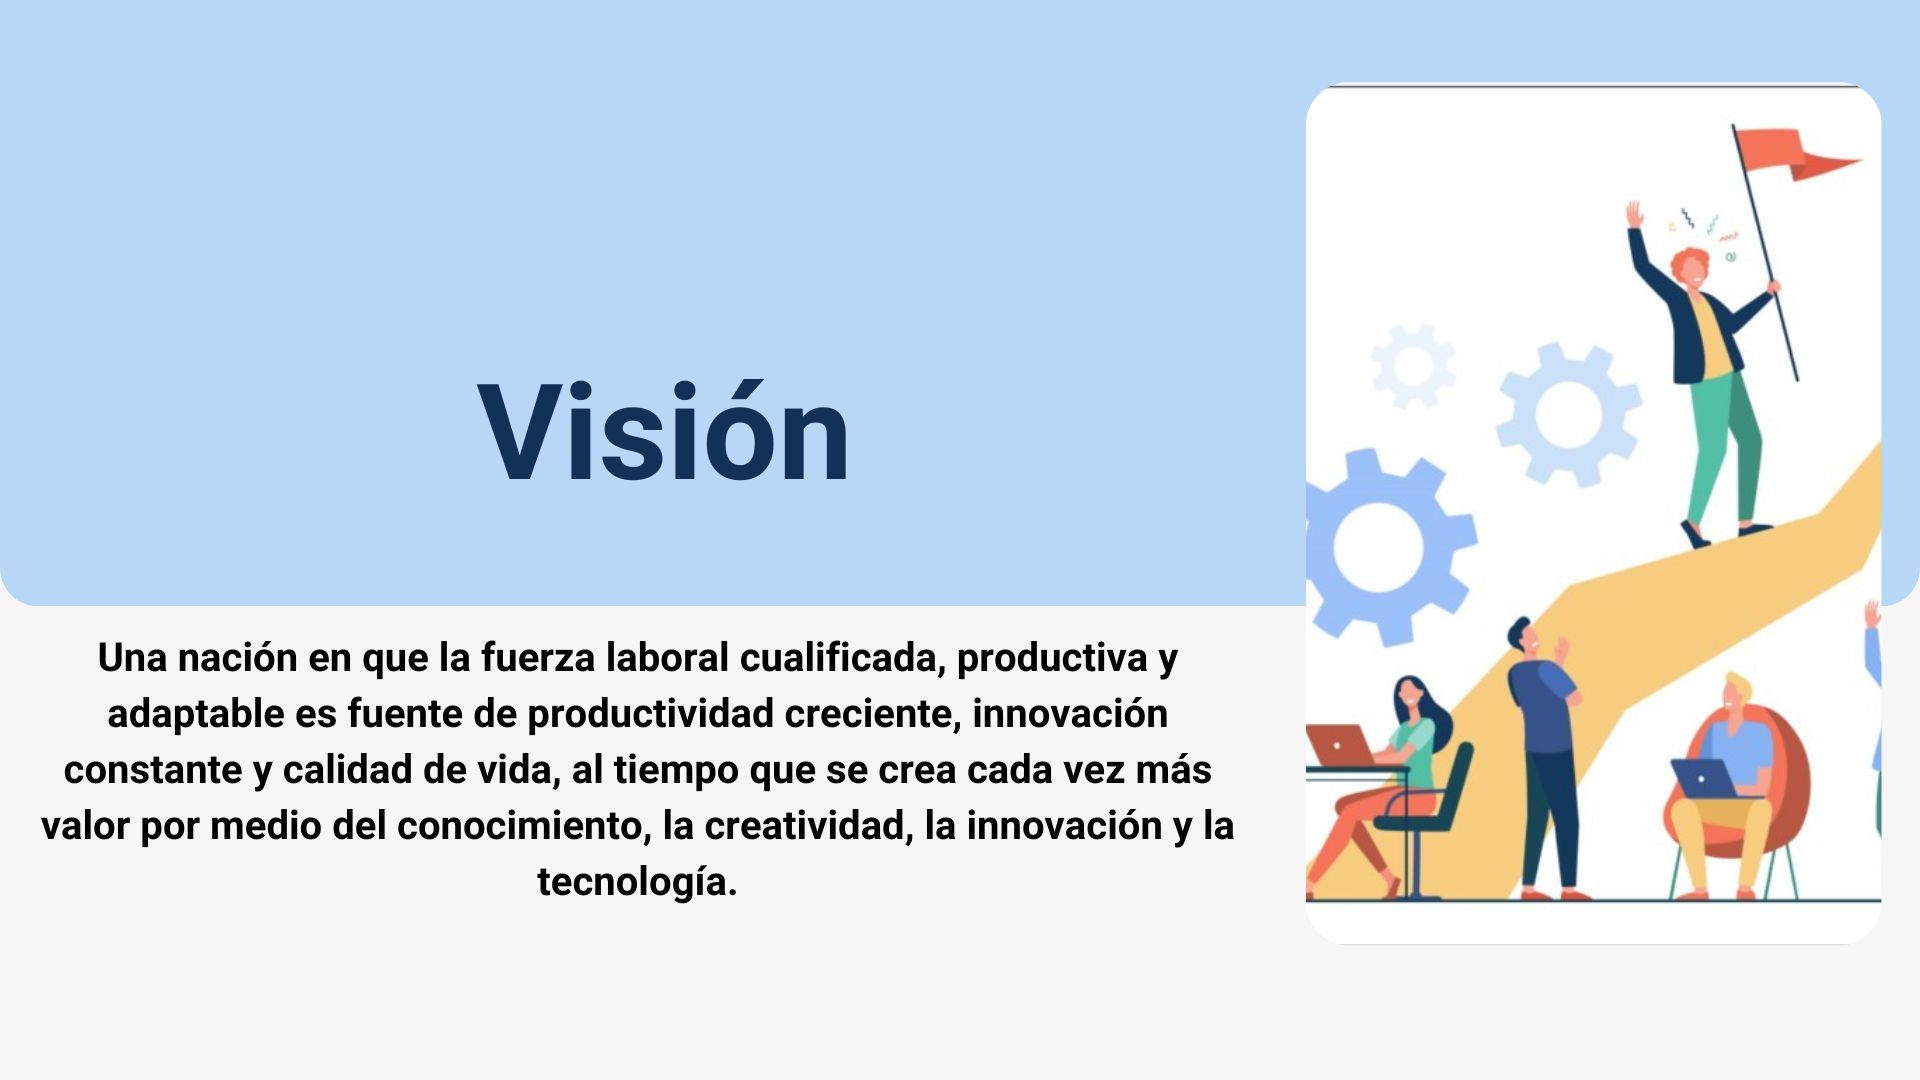 Visión
Una nación en que la fuerza laboral cualificada, productiva y
adaptable es fuente de productividad creciente, innovación
constante y calidad de vida, al tiempo que se crea cada vez más
valor por medio del conocimiento, la creatividad, la innovación y la
tecnología.